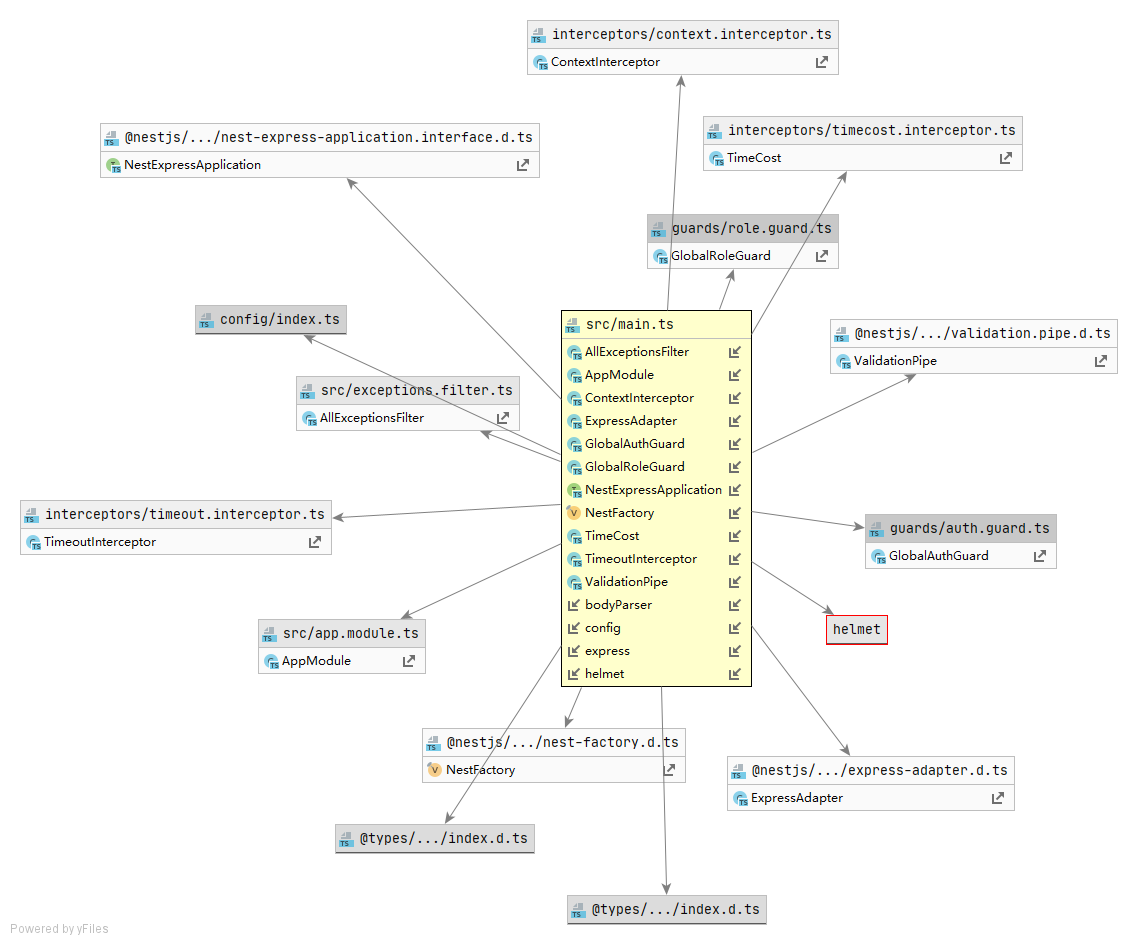 interceptors/context.interceptor.ts
ContextInterceptor
interceptors/timecost.interceptor.ts
TimeCost
@nestjs/.../nest-express-application.interface.d.ts
NestExpressApplication
guards/role.guard.ts
GlobalRoleGuard
config/index.ts
src/main.ts
AllExceptionsFilter
AppModule
ContextInterceptor
ExpressAdapter
GlobalAuthGuard
GlobalRoleGuard
NestExpressApplication
NestFactory
TimeCost
TimeoutInterceptor
ValidationPipe
bodyParser
config
express
helmet
@nestjs/.../validation.pipe.d.ts
ValidationPipe
src/exceptions.filter.ts
AllExceptionsFilter
interceptors/timeout.interceptor.ts
TimeoutInterceptor
guards/auth.guard.ts
GlobalAuthGuard
helmet
src/app.module.ts
AppModule
@nestjs/.../nest-factory.d.ts
NestFactory
@nestjs/.../express-adapter.d.ts
ExpressAdapter
@types/.../index.d.ts
@types/.../index.d.ts
Powered by yFiles